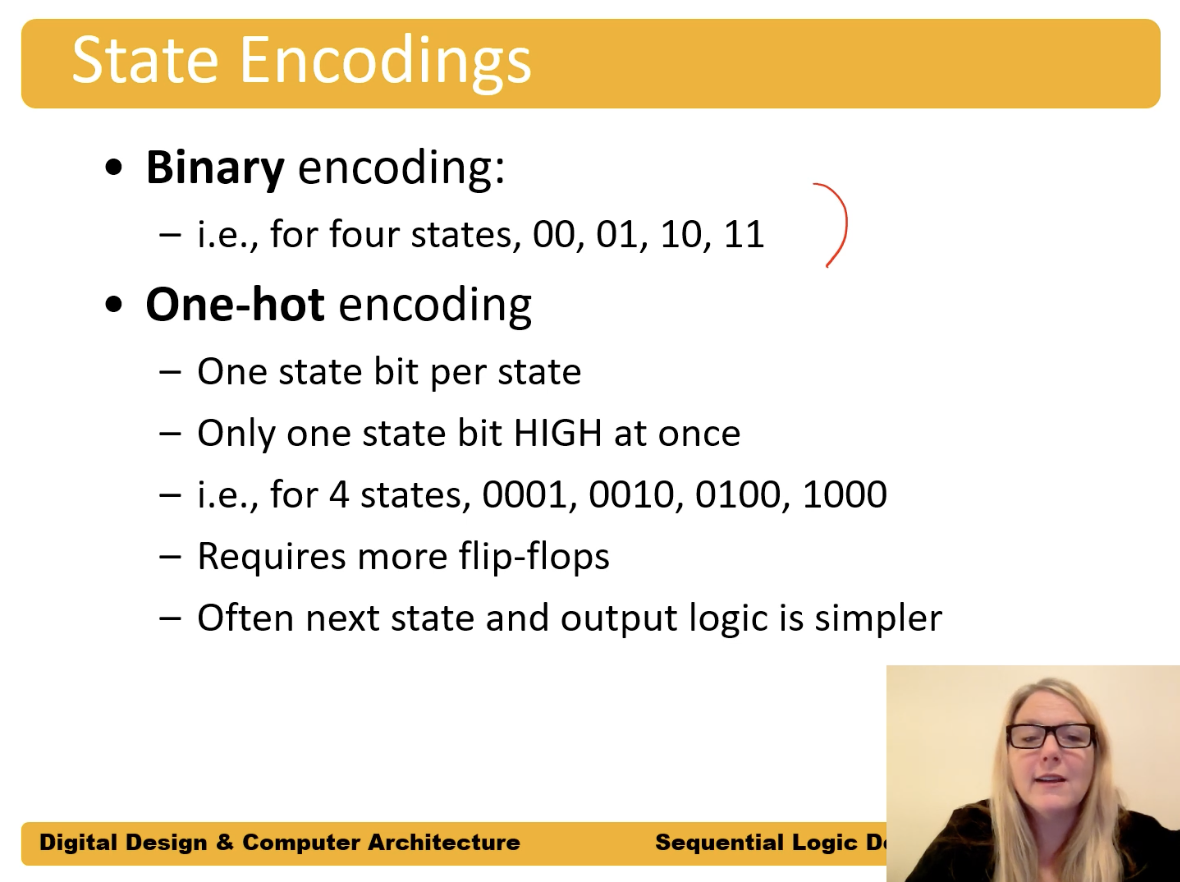 State Encodings
• Binary encoding:
– i.e., for four states, 00, 01, 10, 11
• One-hot encoding
– One state bit per state
– Only one state bit HIGH at once
– i.e., for 4 states, 0001, 0010, 0100, 1000
– Requires more flip-flops
– Often next state and output logic is simpler
Digital Design & Computer Architecture
Sequential Logic